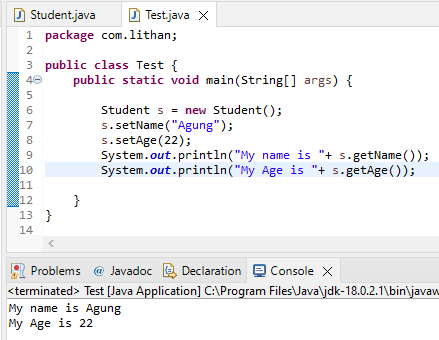 Student.java Test.java
1 package com.lithan;
2
3 public class Test {
4 public static void main(String[] args) {
5
6 Student s = new Student();
7 s.setName("Agung");
8 s.setAge(22);
9 System.out.println("My name is "+ s.getName());
10 System.out.println("My Age is "+ s.getAge());
11
12 }
13 }
14
Problems @ Javadoc Declaration Console
<terminated> Test [Java Application] C:\Program Files\Java\jdk-18.0.2.1\bin\javaw
My name is Agung
My Age is 22